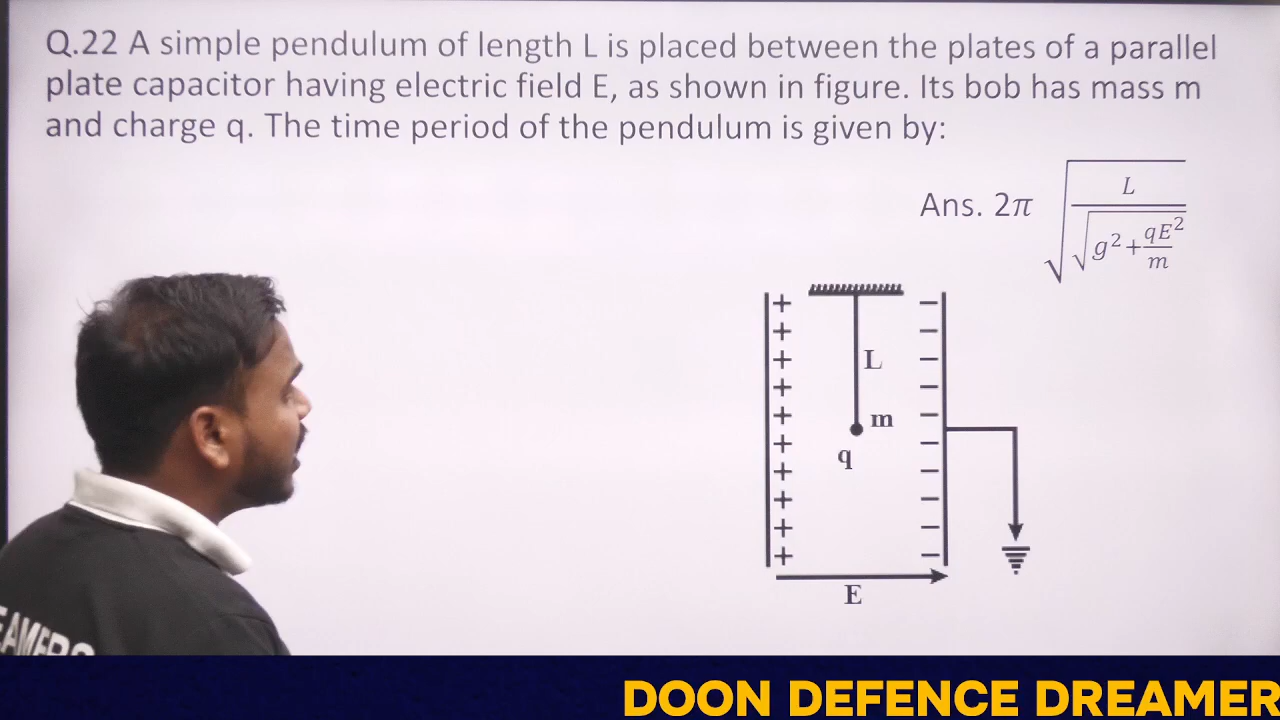 Q.22 A simple pendulum of length L is placed between the plates of a parallel
plate capacitor having electric field E, as shown in figure. Its bob has mass m
and charge q. The time period of the pendulum is given by:
Ans. 2π √(L / √(g² + qE²/m))
+ −
+ −
+ L −
+ −
+ m −
+ q −
+ −
+ −
+ −
+ −
E
EAMERS
DOON DEFENCE DREAMER